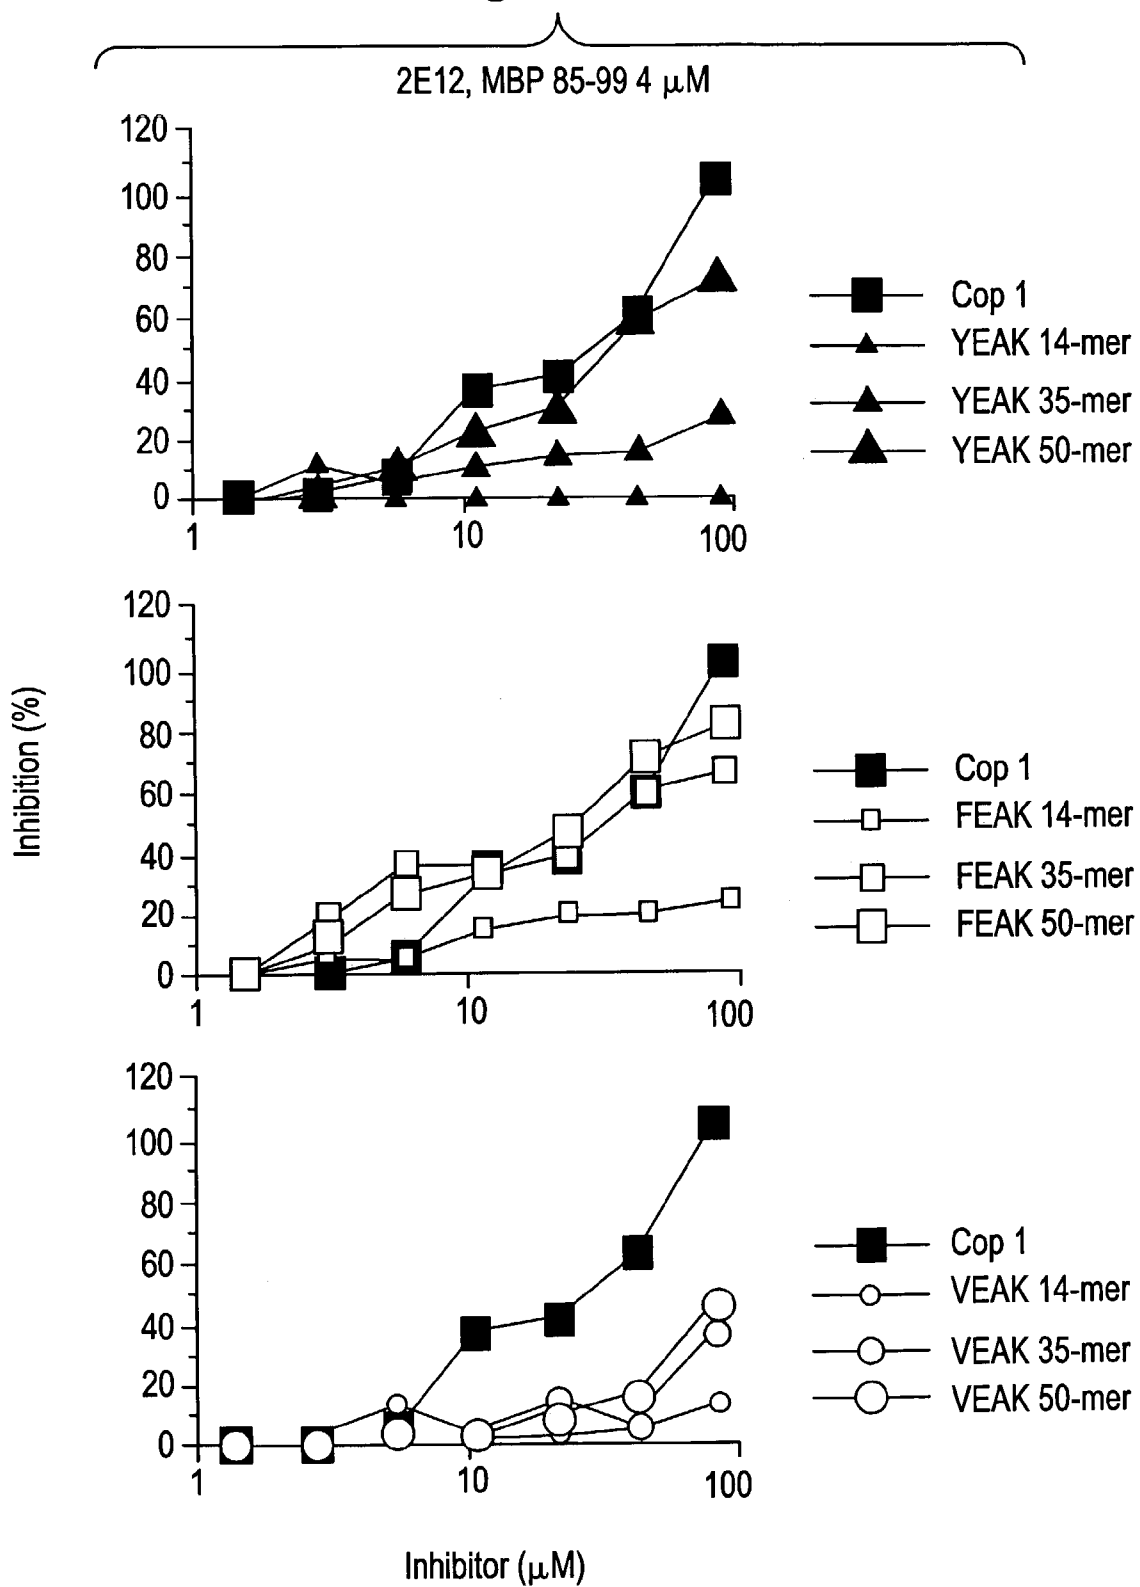 2E12, MBP 85-99 4 μM
120
100
80
60
40
20
0
1
10
100
Cop 1
YEAK 14-mer
YEAK 35-mer
YEAK 50-mer
Inhibition (%)
120
100
80
60
40
20
0
1
10
100
Cop 1
FEAK 14-mer
FEAK 35-mer
FEAK 50-mer
120
100
80
60
40
20
0
1
10
100
Cop 1
VEAK 14-mer
VEAK 35-mer
VEAK 50-mer
Inhibitor (μM)